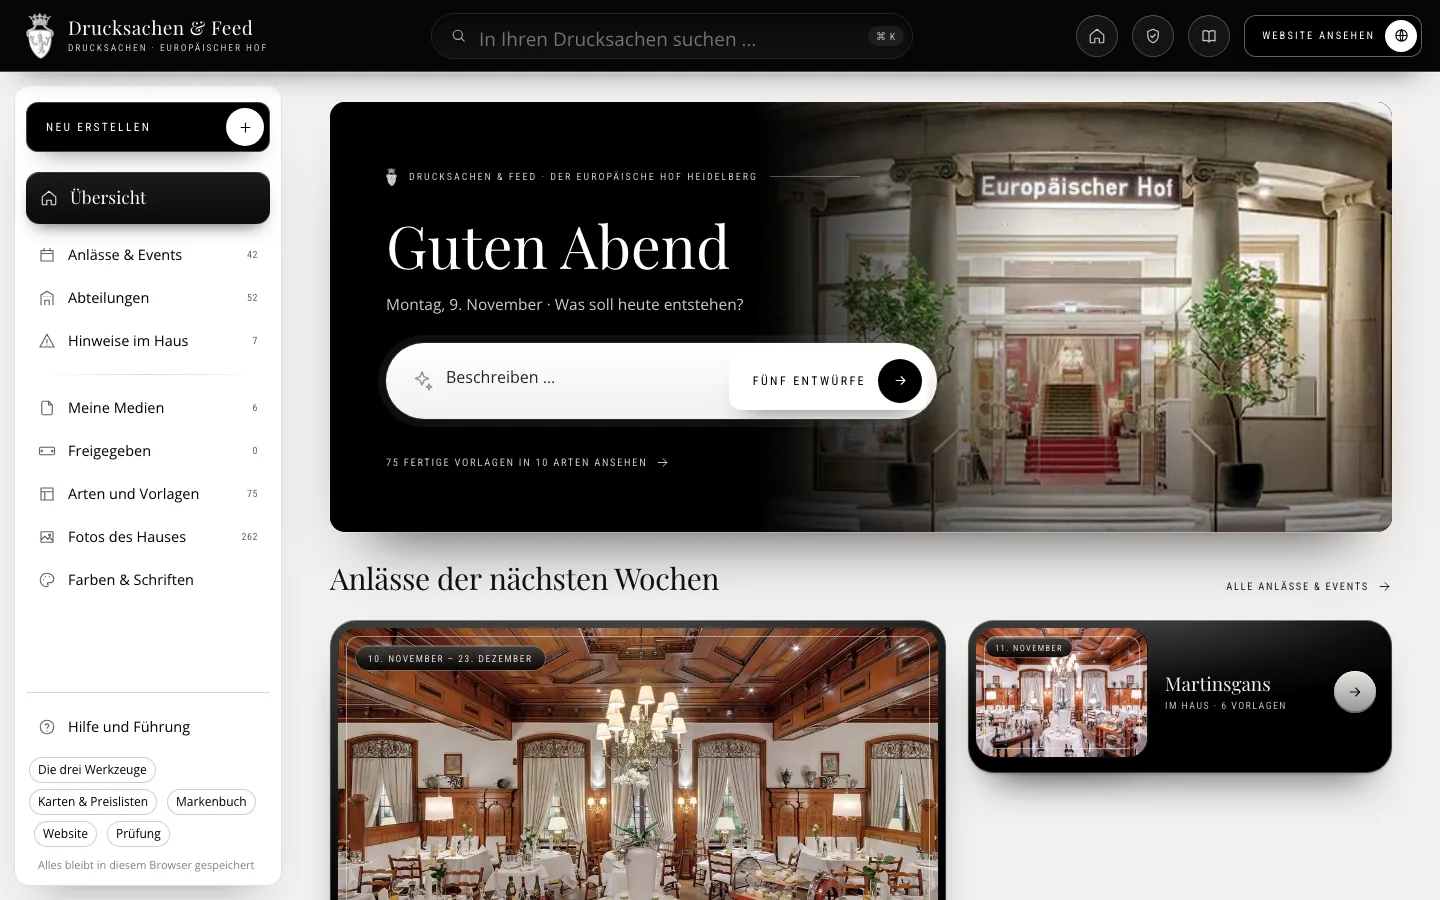 Drucksachen & Feed
DRUCKSACHEN · EUROPÄISCHER HOF
In Ihren Drucksachen suchen ...
⌘ K
WEBSITE ANSEHEN
NEU ERSTELLEN
Übersicht
Anlässe & Events 42
Abteilungen 52
Hinweise im Haus 7
Meine Medien 6
Freigegeben 0
Arten und Vorlagen 75
Fotos des Hauses 262
Farben & Schriften
Hilfe und Führung
Die drei Werkzeuge
Karten & Preislisten Markenbuch
Website Prüfung
Alles bleibt in diesem Browser gespeichert
DRUCKSACHEN & FEED · DER EUROPÄISCHE HOF HEIDELBERG
Guten Abend
Montag, 9. November · Was soll heute entstehen?
Beschreiben ...
FÜNF ENTWÜRFE
75 FERTIGE VORLAGEN IN 10 ARTEN ANSEHEN
Europäischer Hof
Anlässe der nächsten Wochen
ALLE ANLÄSSE & EVENTS
10. NOVEMBER – 23. DEZEMBER
11. NOVEMBER
Martinsgans
IM HAUS · 6 VORLAGEN